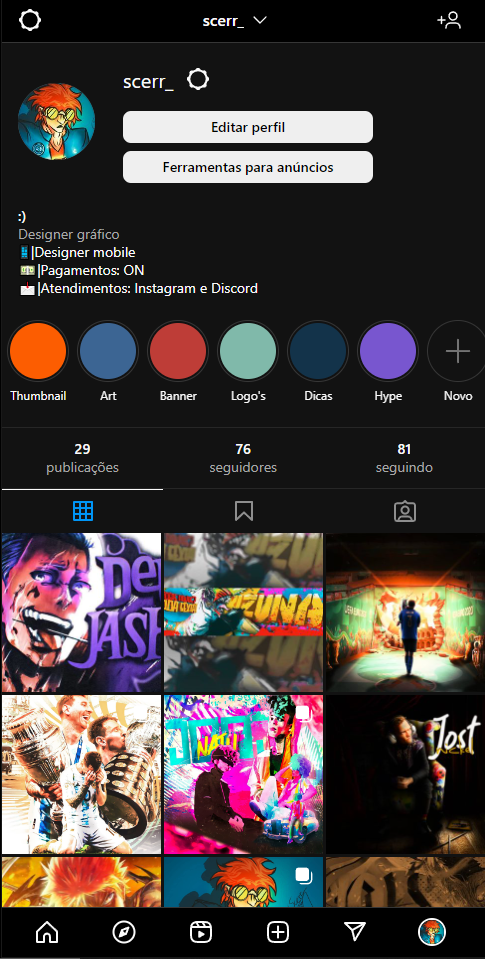 scerr_
scerr_
Editar perfil
Ferramentas para anúncios
:)
Designer gráfico
|Designer mobile
|Pagamentos: ON
|Atendimentos: Instagram e Discord
Thumbnail Art Banner Logo's Dicas Hype Novo
29 76 81
publicações seguidores seguindo
Jost